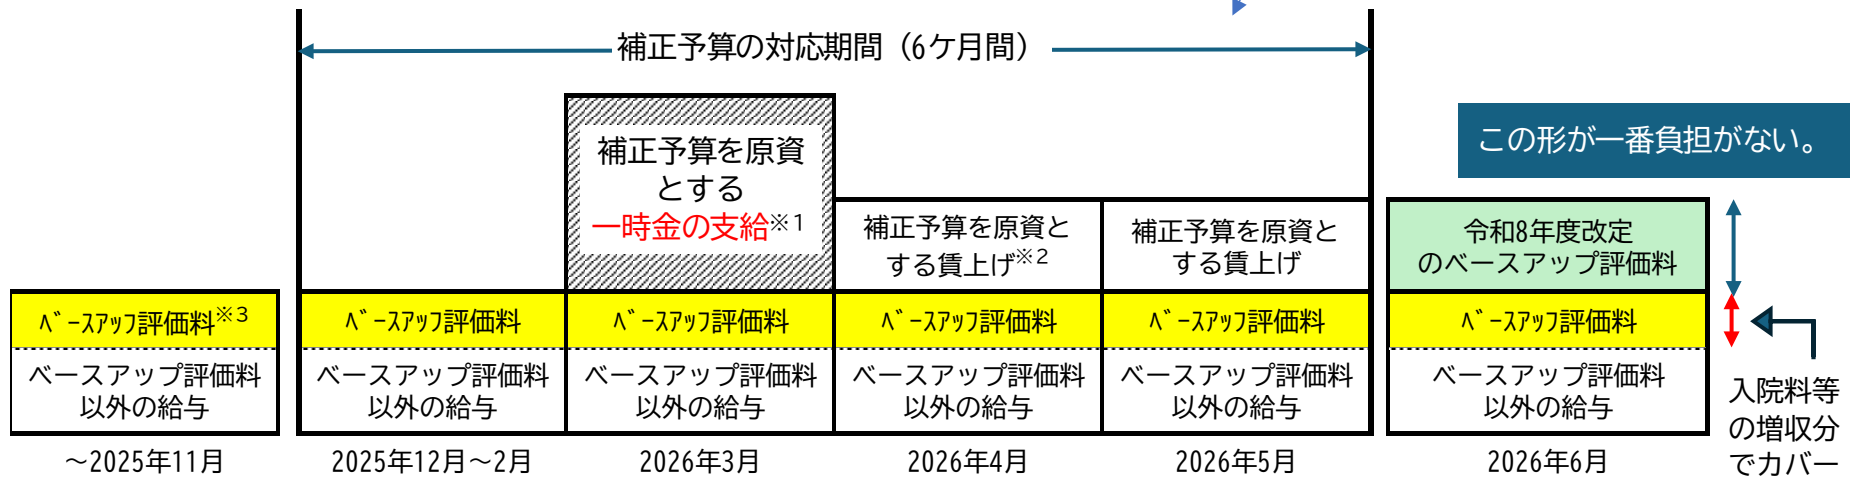 補正予算の対応期間（6ケ月間）
この形が一番負担がない。
補正予算を原資
とする
一時金の支給※1
補正予算を原資と
する賃上げ※2
補正予算を原資と
する賃上げ
令和8年度改定
のベースアップ評価料
ﾍﾞｰｽｱｯﾌ評価料※3
ﾍﾞｰｽｱｯﾌ評価料
ﾍﾞｰｽｱｯﾌ評価料
ﾍﾞｰｽｱｯﾌ評価料
ﾍﾞｰｽｱｯﾌ評価料
ﾍﾞｰｽｱｯﾌ評価料
ベースアップ評価料
以外の給与
ベースアップ評価料
以外の給与
ベースアップ評価料
以外の給与
ベースアップ評価料
以外の給与
ベースアップ評価料
以外の給与
ベースアップ評価料
以外の給与
入院料等
の増収分
でカバー
～2025年11月
2025年12月～2月
2026年3月
2026年4月
2026年5月
2026年6月